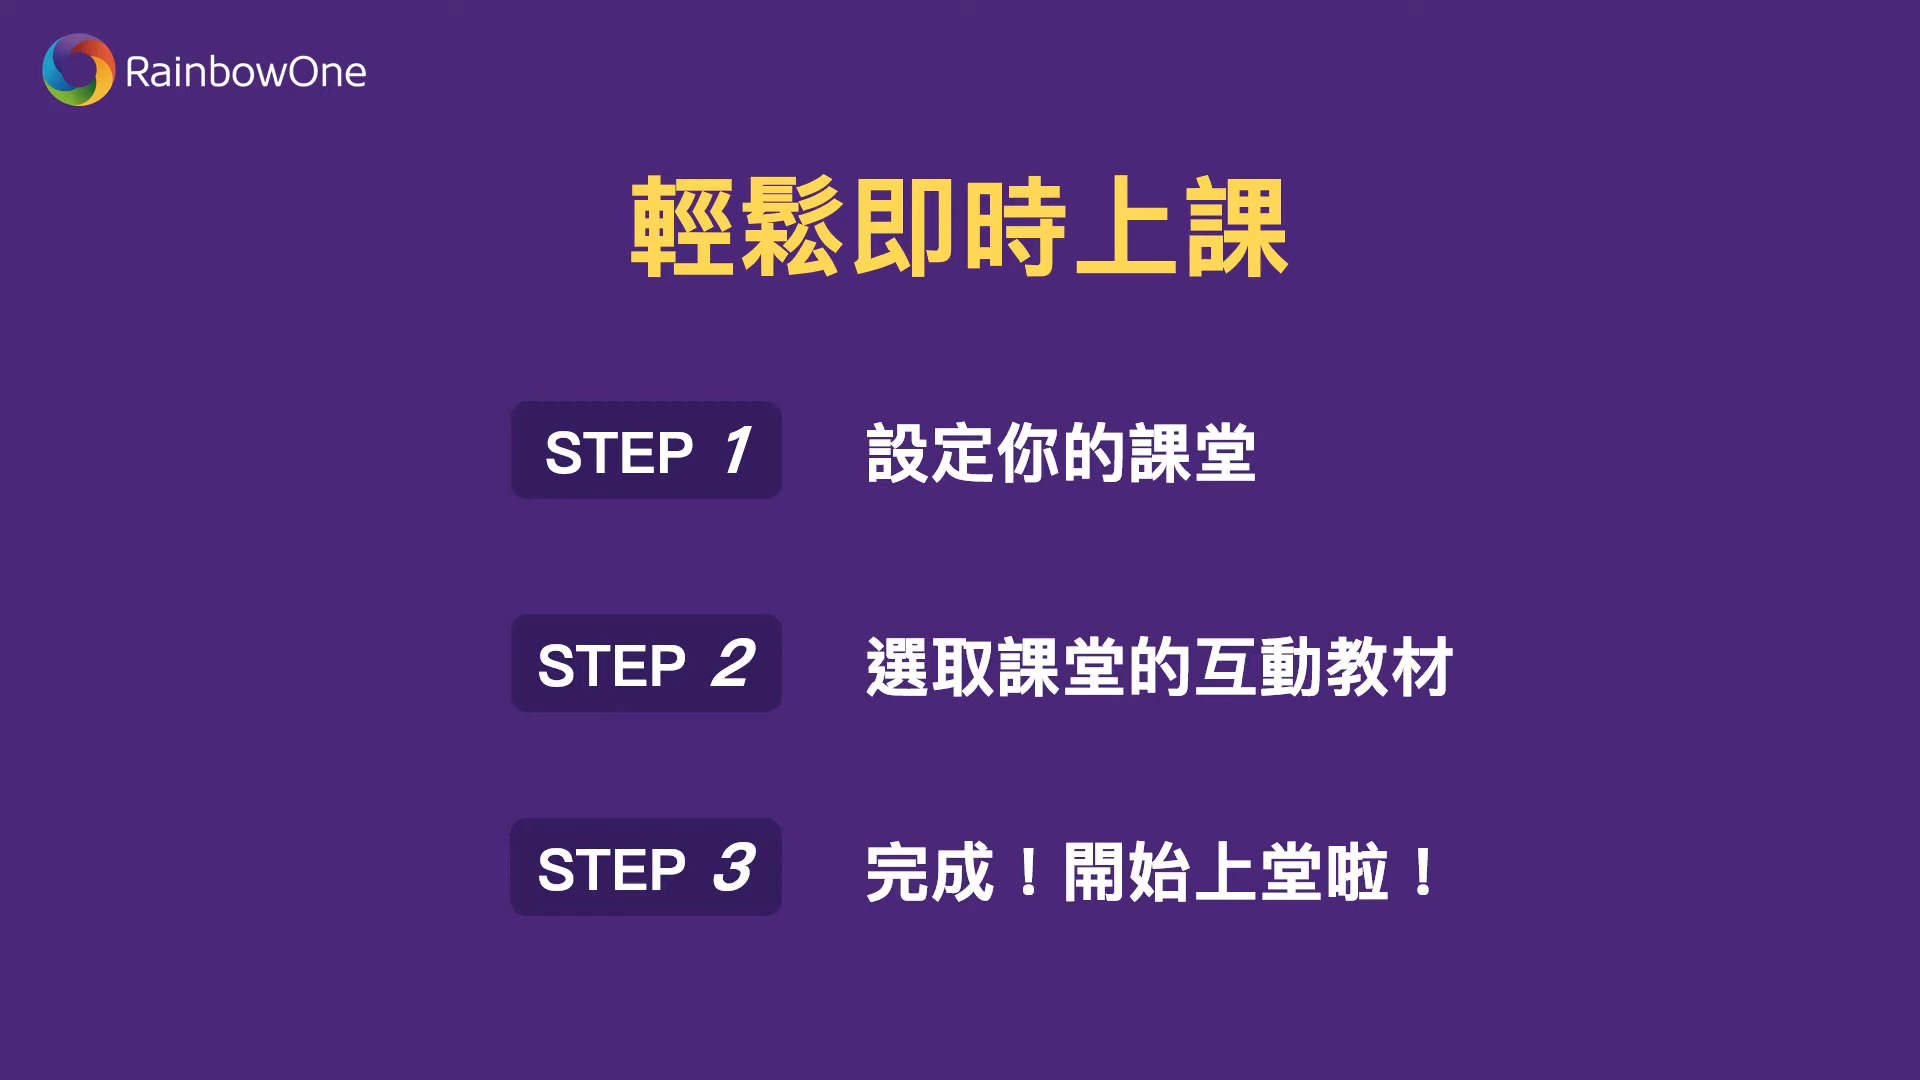 RainbowOne
輕鬆即時上課
STEP 1 設定你的課堂
STEP 2 選取課堂的互動教材
STEP 3 完成！開始上堂啦！